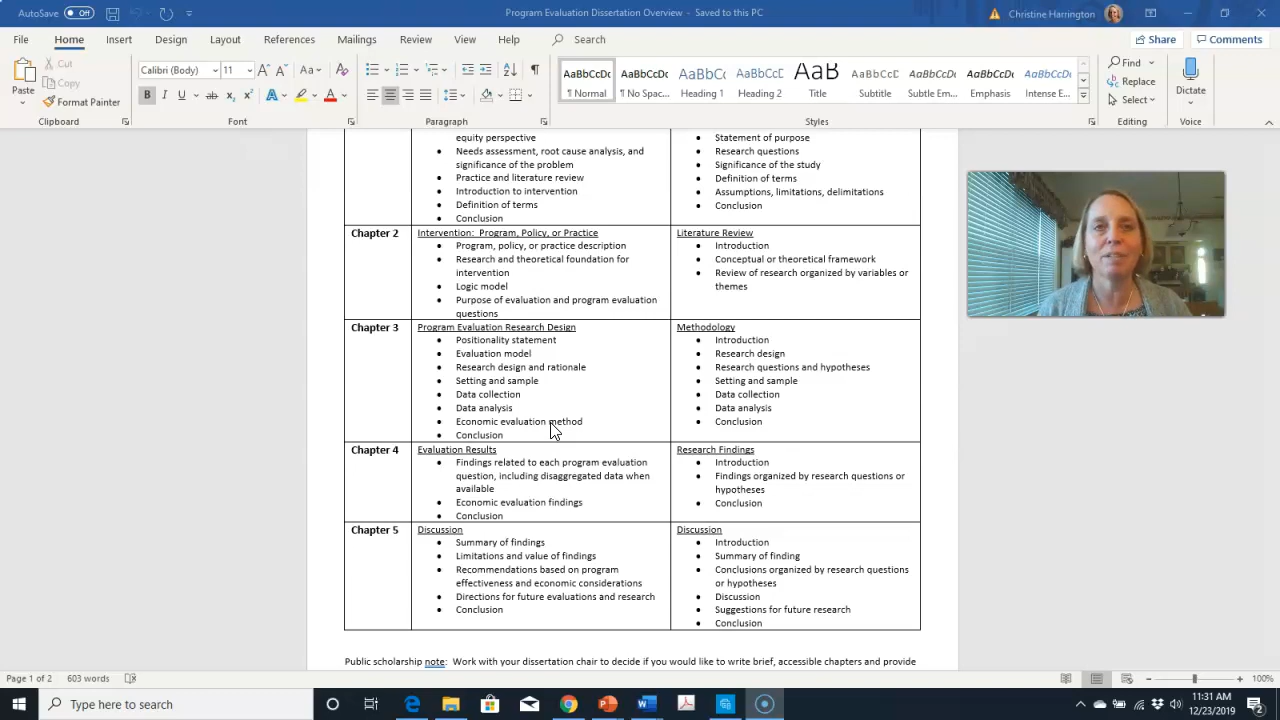 AutoSave Off Program Evaluation Dissertation Overview - Saved to this PC Christine Harrington
File Home Insert Design Layout References Mailings Review View Help Search Share Comments
Paste Cut Copy Format Painter
Calibri (Body) 11 Aa
B I U ab x₂ x² A A
AaBbCcDc AaBbCcDc AaBbCc AaBbCcE AaB AaBbCcD AaBbCcDc AaBbCcDc AaBbCcDc
¶ Normal ¶ No Spac... Heading 1 Heading 2 Title Subtitle Subtle Em... Emphasis Intense E...
Find Replace Select Dictate
Clipboard Font Paragraph Styles Editing Voice
equity perspective
Needs assessment, root cause analysis, and
significance of the problem
Practice and literature review
Introduction to intervention
Definition of terms
Conclusion
Statement of purpose
Research questions
Significance of the study
Definition of terms
Assumptions, limitations, delimitations
Conclusion
Chapter 2
Intervention: Program, Policy, or Practice
Program, policy, or practice description
Research and theoretical foundation for
intervention
Logic model
Purpose of evaluation and program evaluation
questions
Literature Review
Introduction
Conceptual or theoretical framework
Review of research organized by variables or
themes
Chapter 3
Program Evaluation Research Design
Positionality statement
Evaluation model
Research design and rationale
Setting and sample
Data collection
Data analysis
Economic evaluation method
Conclusion
Methodology
Introduction
Research design
Research questions and hypotheses
Setting and sample
Data collection
Data analysis
Conclusion
Chapter 4
Evaluation Results
Findings related to each program evaluation
question, including disaggregated data when
available
Economic evaluation findings
Conclusion
Research Findings
Introduction
Findings organized by research questions or
hypotheses
Conclusion
Chapter 5
Discussion
Summary of findings
Limitations and value of findings
Recommendations based on program
effectiveness and economic considerations
Directions for future evaluations and research
Conclusion
Discussion
Introduction
Summary of finding
Conclusions organized by research questions
or hypotheses
Discussion
Suggestions for future research
Conclusion
Public scholarship note: Work with your dissertation chair to decide if you would like to write brief, accessible chapters and provide
Page 1 of 2 603 words 100%
Type here to search
11:31 AM
12/23/2019
2